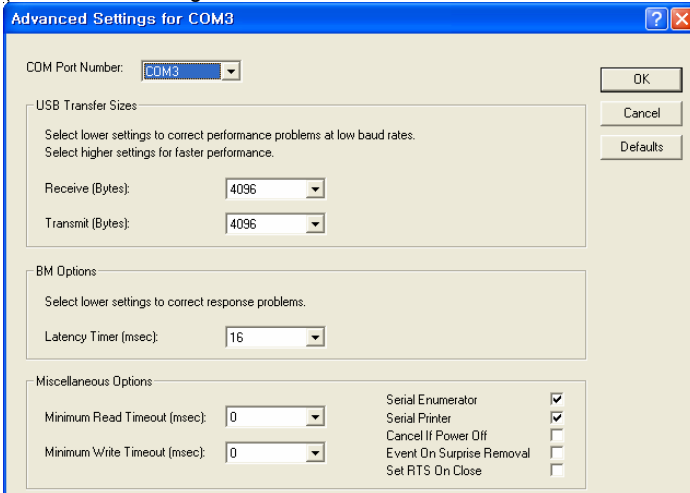 Advanced Settings for COM3
COM Port Number: COM3
OK
Cancel
Defaults
USB Transfer Sizes
Select lower settings to correct performance problems at low baud rates.
Select higher settings for faster performance.
Receive (Bytes): 4096
Transmit (Bytes): 4096
BM Options
Select lower settings to correct response problems.
Latency Timer (msec): 16
Miscellaneous Options
Minimum Read Timeout (msec): 0
Minimum Write Timeout (msec): 0
Serial Enumerator
Serial Printer
Cancel If Power Off
Event On Surprise Removal
Set RTS On Close